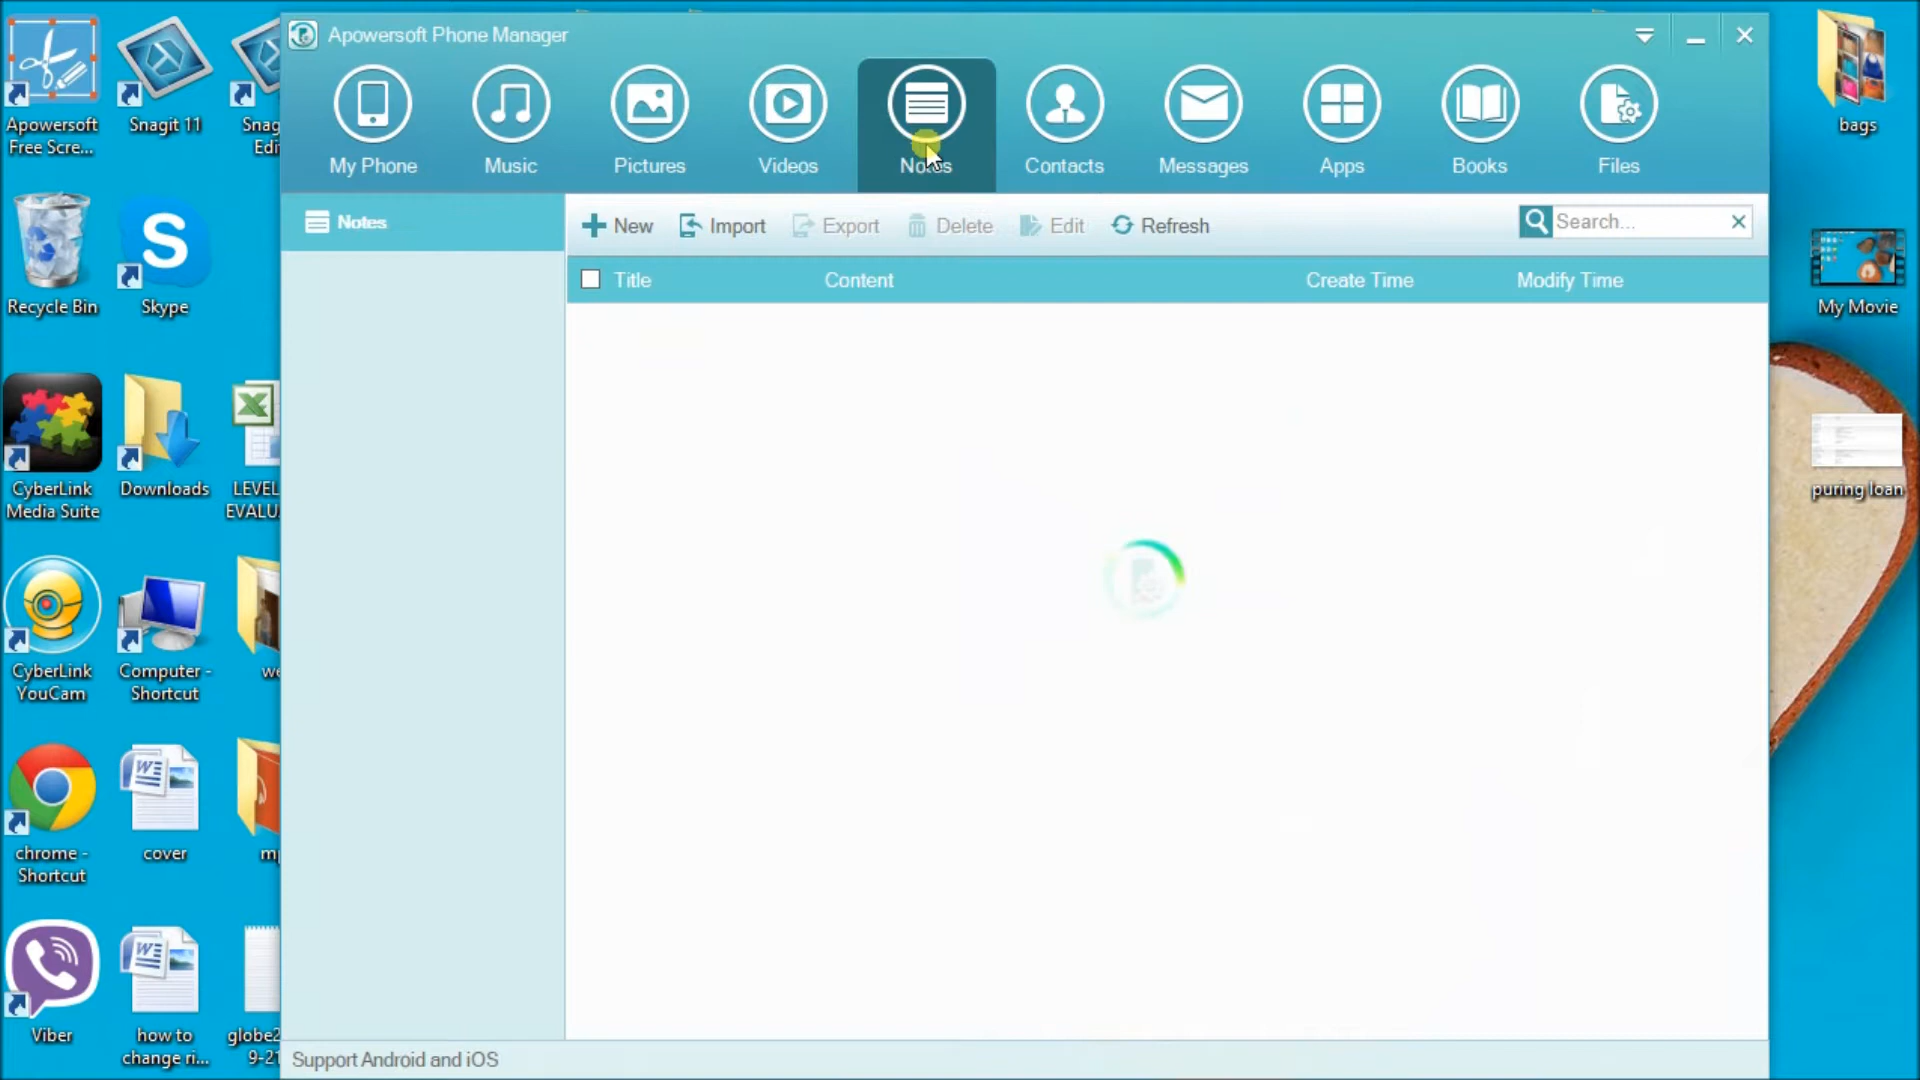 Apowersoft Phone Manager
My Phone
Music
Pictures
Videos
Notes
Contacts
Messages
Apps
Books
Files
Notes
New
Import
Export
Delete
Edit
Refresh
Search...
Title
Content
Create Time
Modify Time
Support Android and iOS
Apowersoft
Free Scre...
Snagit 11
Snag
Edi
Recycle Bin
Skype
CyberLink
Media Suite
Downloads
LEVEL
EVALU
CyberLink
YouCam
Computer -
Shortcut
we
chrome -
Shortcut
cover
mp
Viber
how to
change ri...
globe2
9-21
bags
My Movie
puring loan